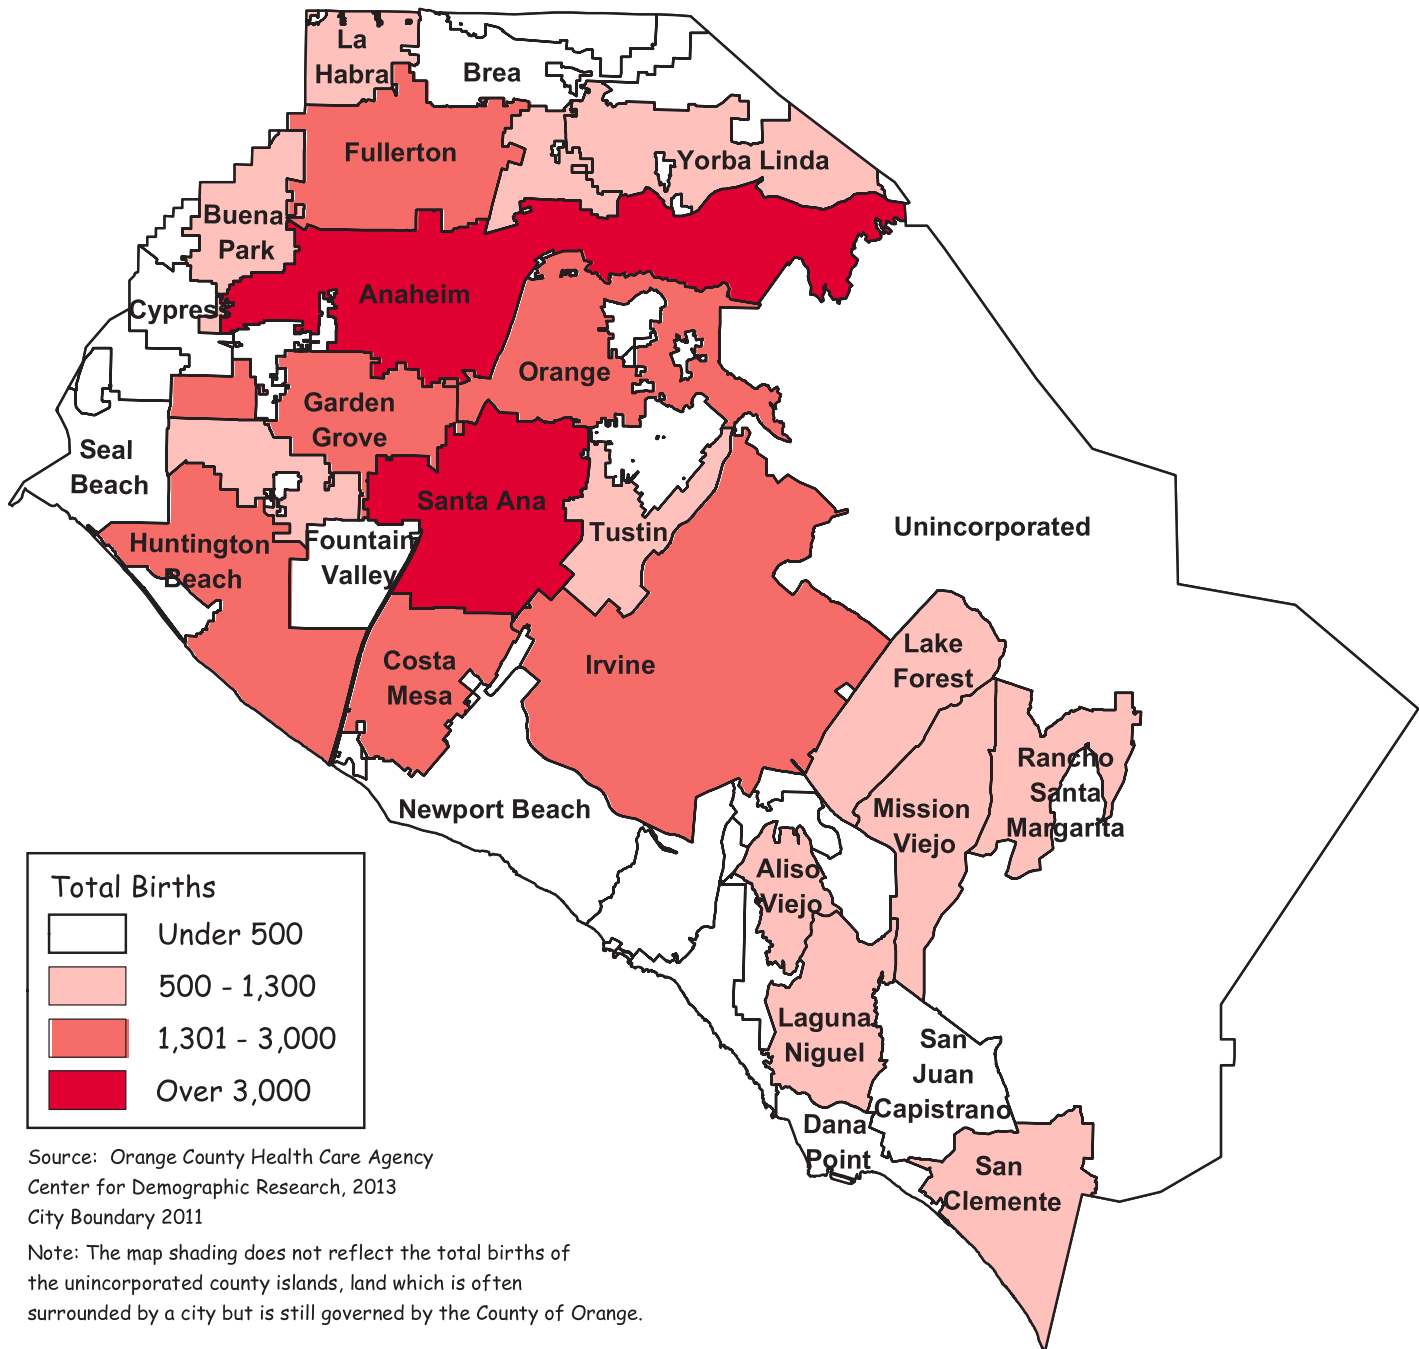 La
Habra
Brea
Fullerton
Yorba Linda
Buena
Park
Anaheim
Cypress
Orange
Garden
Grove
Seal
Beach
Santa Ana
Tustin
Unincorporated
Huntington
Beach
Fountain
Valley
Costa
Mesa
Irvine
Lake
Forest
Rancho
Santa
Margarita
Newport Beach
Mission
Viejo
Aliso
Viejo
Laguna
Niguel
San
Juan
Capistrano
Dana
Point
San
Clemente
Total Births
Under 500
500 - 1,300
1,301 - 3,000
Over 3,000
Source:  Orange County Health Care Agency
Center for Demographic Research, 2013
City Boundary 2011
Note: The map shading does not reflect the total births of
the unincorporated county islands, land which is often
surrounded by a city but is still governed by the County of Orange.